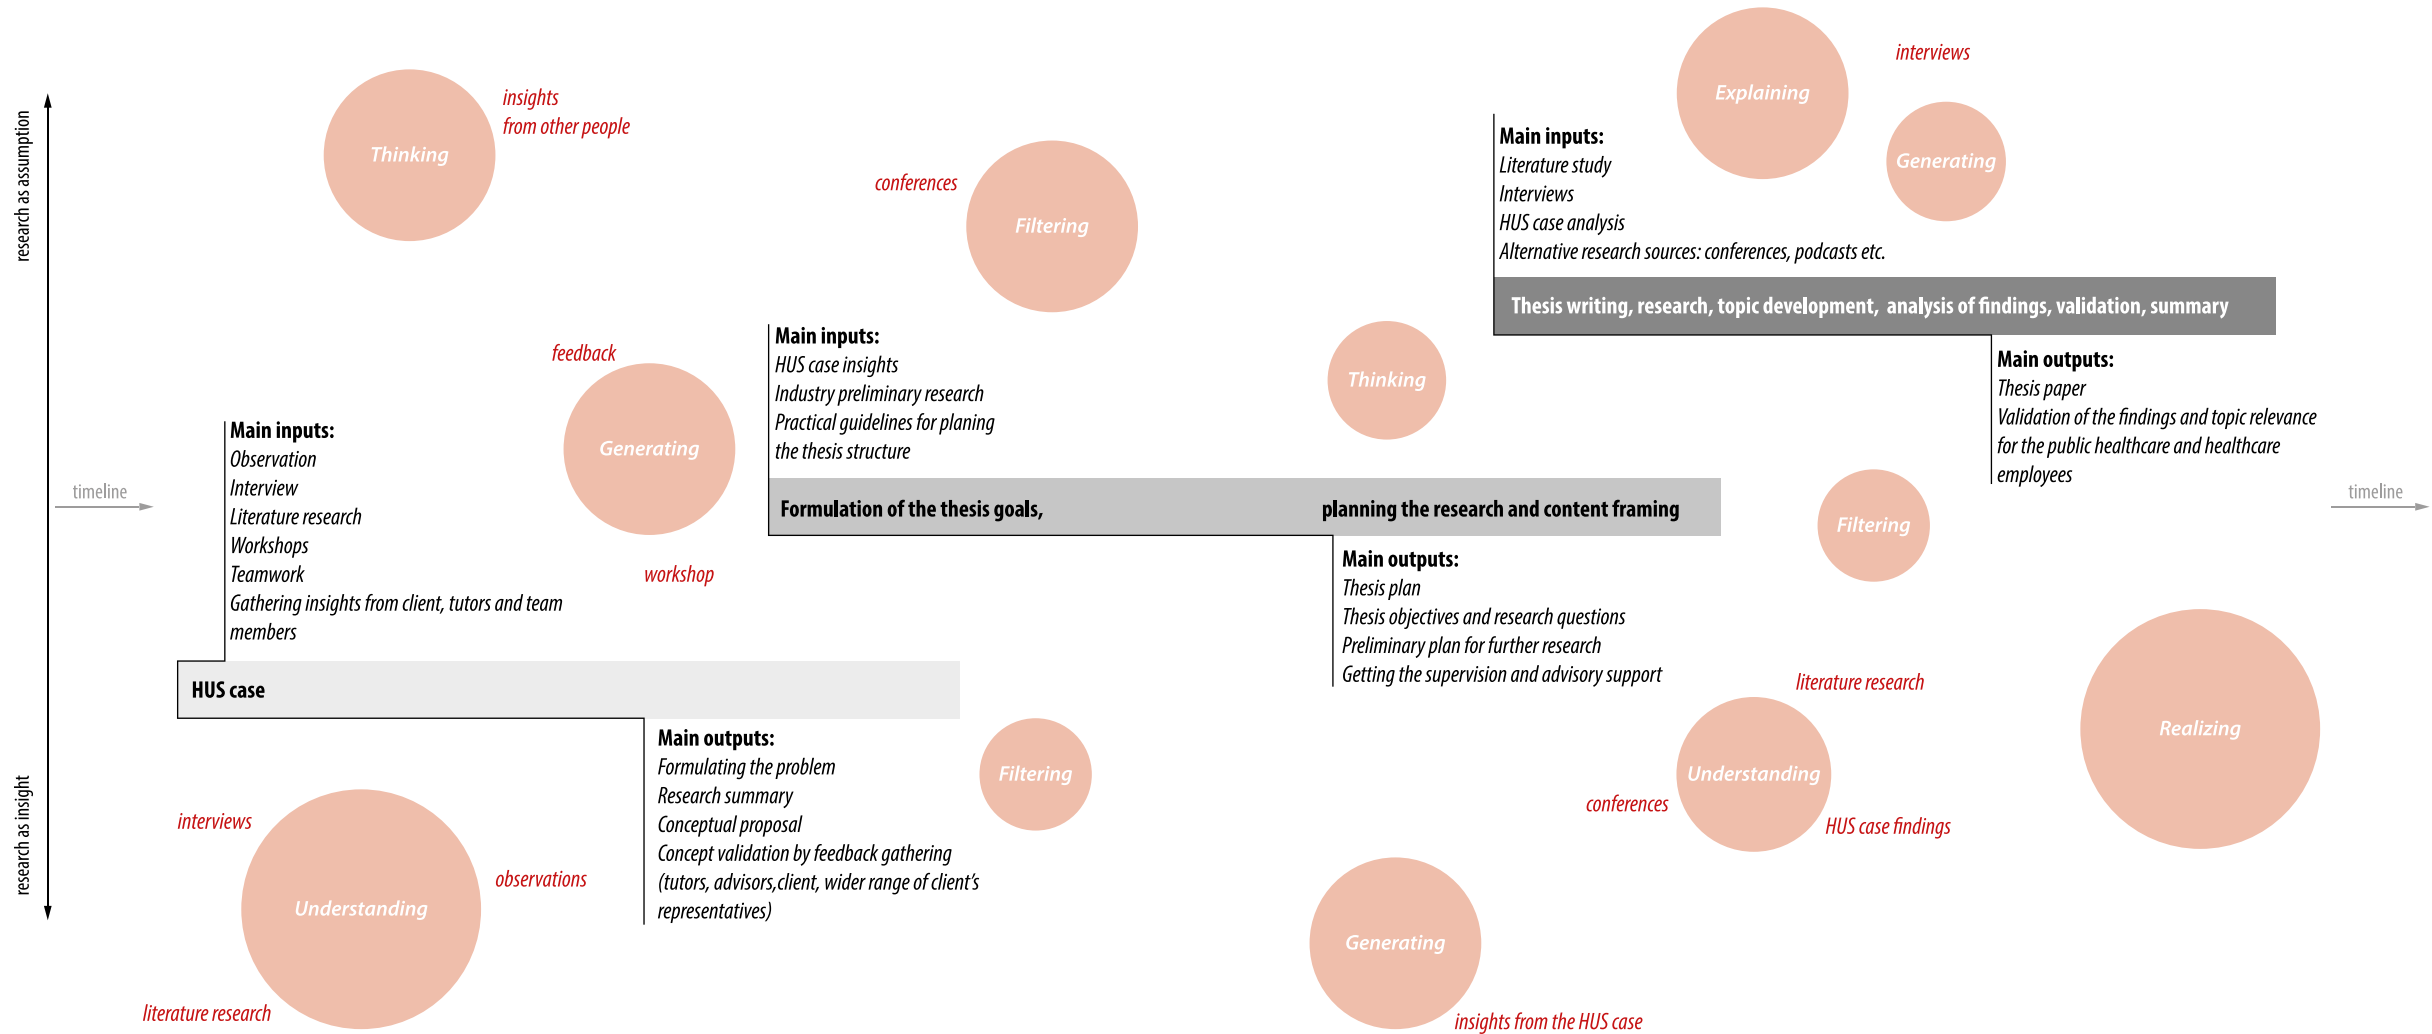 research as assumption
research as insight
timeline
Thinking
insights
from other people
feedback
Generating
workshop
Main inputs:
Observation
Interview
Literature research
Workshops
Teamwork
Gathering insights from client, tutors and team
members
HUS case
Main outputs:
Formulating the problem
Research summary
Conceptual proposal
Concept validation by feedback gathering
(tutors, advisors,client, wider range of client's
representatives)
interviews
observations
Understanding
literature research
conferences
Filtering
Main inputs:
HUS case insights
Industry preliminary research
Practical guidelines for planing
the thesis structure
Thinking
Formulation of the thesis goals, planning the research and content framing
Main outputs:
Thesis plan
Thesis objectives and research questions
Preliminary plan for further research
Getting the supervision and advisory support
Filtering
Generating
insights from the HUS case
Explaining
interviews
Generating
Main inputs:
Literature study
Interviews
HUS case analysis
Alternative research sources: conferences, podcasts etc.
Thesis writing, research, topic development, analysis of findings, validation, summary
Main outputs:
Thesis paper
Validation of the findings and topic relevance
for the public healthcare and healthcare
employees
Filtering
literature research
Understanding
conferences
HUS case findings
Realizing
timeline